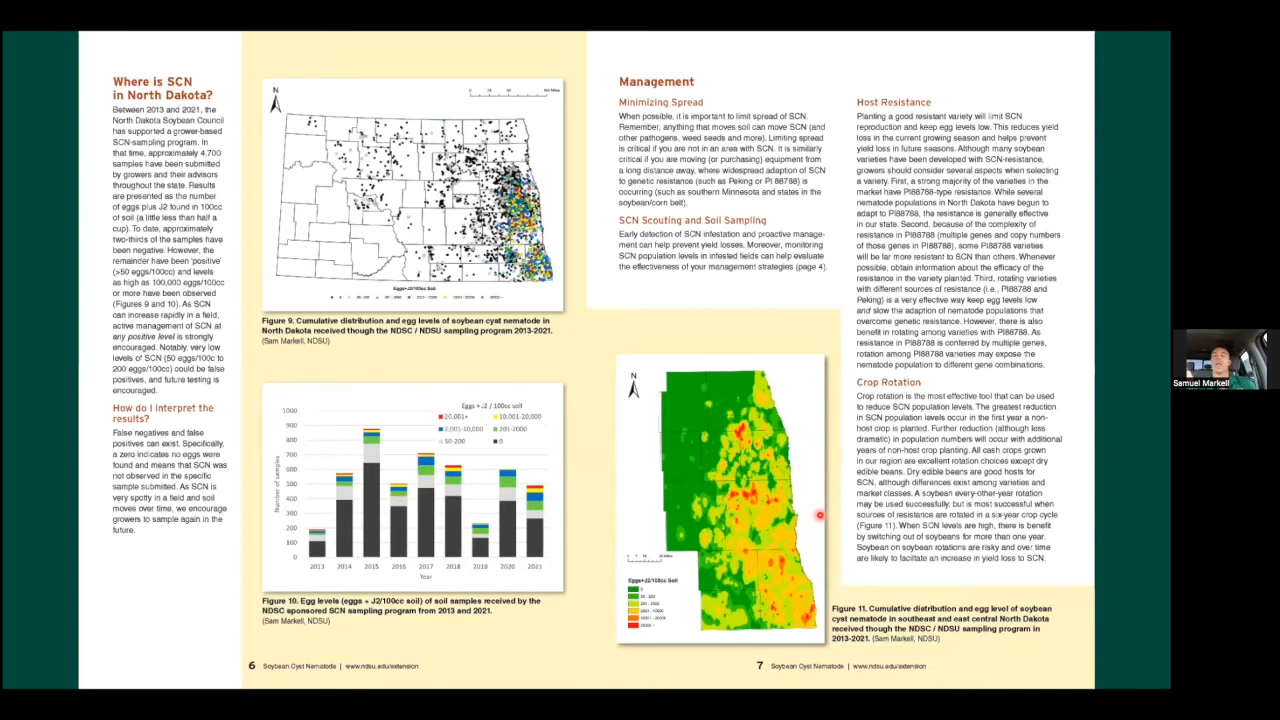 Where is SCN
in North Dakota?
Between 2013 and 2021, the
North Dakota Soybean Council
has supported a grower-based
SCN-sampling program. In
that time, approximately 4,700
samples have been submitted
by growers and their advisors
throughout the state. Results
are presented as the number
of eggs plus J2 found in 100cc
of soil (a little less than half a
cup). To date, approximately
two-thirds of the samples have
been negative. However, the
remainder have been 'positive'
(>50 eggs/100cc) and levels
as high as 100,000 eggs/100cc
or more have been observed
(Figures 9 and 10). As SCN
can increase rapidly in a field,
active management of SCN at
any positive level is strongly
encouraged. Notably, very low
levels of SCN (50 eggs/100c to
200 eggs/100cc) could be false
positives, and future testing is
encouraged.
How do I interpret the
results?
False negatives and false
positives can exist. Specifically,
a zero indicates no eggs were
found and means that SCN was
not observed in the specific
sample submitted. As SCN is
very spotty in a field and soil
moves over time, we encourage
growers to sample again in the
future.
N
Eggs+J2/100cc Soil
Figure 9. Cumulative distribution and egg levels of soybean cyst nematode in
North Dakota received though the NDSC / NDSU sampling program 2013-2021.
(Sam Markell, NDSU)
Eggs + J2 / 100cc soil
20,001+ 10,001-20,000
2,001-10,000 201-2000
50-200 0
Number of samples
1000
900
800
700
600
500
400
300
200
100
0
2013 2014 2015 2016 2017 2018 2019 2020 2021
Year
Figure 10. Egg levels (eggs + J2/100cc soil) of soil samples received by the
NDSC sponsored SCN sampling program from 2013 and 2021.
(Sam Markell, NDSU)
6 Soybean Cyst Nematode | www.ndsu.edu/extension
Management
Minimizing Spread
When possible, it is important to limit spread of SCN.
Remember, anything that moves soil can move SCN (and
other pathogens, weed seeds and more). Limiting spread
is critical if you are not in an area with SCN. It is similarly
critical if you are moving (or purchasing) equipment from
a long distance away, where widespread adaption of SCN
to genetic resistance (such as Peking or PI 88788) is
occurring (such as southern Minnesota and states in the
soybean/corn belt).
SCN Scouting and Soil Sampling
Early detection of SCN infestation and proactive manage-
ment can help prevent yield losses. Moreover, monitoring
SCN population levels in infested fields can help evaluate
the effectiveness of your management strategies (page 4).
N
Eggs+J2/100cc Soil
Host Resistance
Planting a good resistant variety will limit SCN
reproduction and keep egg levels low. This reduces yield
loss in the current growing season and helps prevent
yield loss in future seasons. Although many soybean
varieties have been developed with SCN-resistance,
growers should consider several aspects when selecting
a variety. First, a strong majority of the varieties in the
market have PI88788-type resistance. While several
nematode populations in North Dakota have begun to
adapt to PI88788, the resistance is generally effective
in our state. Second, because of the complexity of
resistance in PI88788 (multiple genes and copy numbers
of those genes in PI88788), some PI88788 varieties
will be far more resistant to SCN than others. Whenever
possible, obtain information about the efficacy of the
resistance in the variety planted. Third, rotating varieties
with different sources of resistance (i.e., PI88788 and
Peking) is a very effective way keep egg levels low
and slow the adaption of nematode populations that
overcome genetic resistance. However, there is also
benefit in rotating among varieties with PI88788. As
resistance in PI88788 is conferred by multiple genes,
rotation among PI88788 varieties may expose the
nematode population to different gene combinations.
Crop Rotation
Crop rotation is the most effective tool that can be used
to reduce SCN population levels. The greatest reduction
in SCN population levels occur in the first year a non-
host crop is planted. Further reduction (although less
dramatic) in population numbers will occur with additional
years of non-host crop planting. All cash crops grown
in our region are excellent rotation choices except dry
edible beans. Dry edible beans are good hosts for
SCN, although differences exist among varieties and
market classes. A soybean every-other-year rotation
may be used successfully, but is most successful when
sources of resistance are rotated in a six-year crop cycle
(Figure 11). When SCN levels are high, there is benefit
by switching out of soybeans for more than one year.
Soybean on soybean rotations are risky and over time
are likely to faciltate an increase in yield loss to SCN.
Figure 11. Cumulative distribution and egg level of soybean
cyst nematode in southeast and east central North Dakota
received though the NDSC / NDSU sampling program in
2013-2021. (Sam Markell, NDSU)
7 Soybean Cyst Nematode | www.ndsu.edu/extension
Samuel Markell